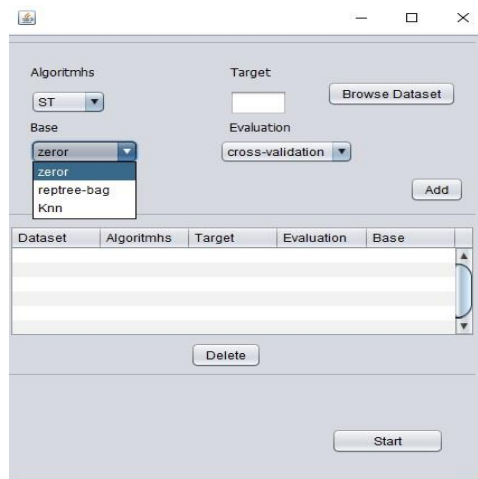 Algoritmhs Target
ST Browse Dataset
Base Evaluation
zeror cross-validation
zeror
reptree-bag
Knn
Add
Dataset Algoritmhs Target Evaluation Base
Delete
Start